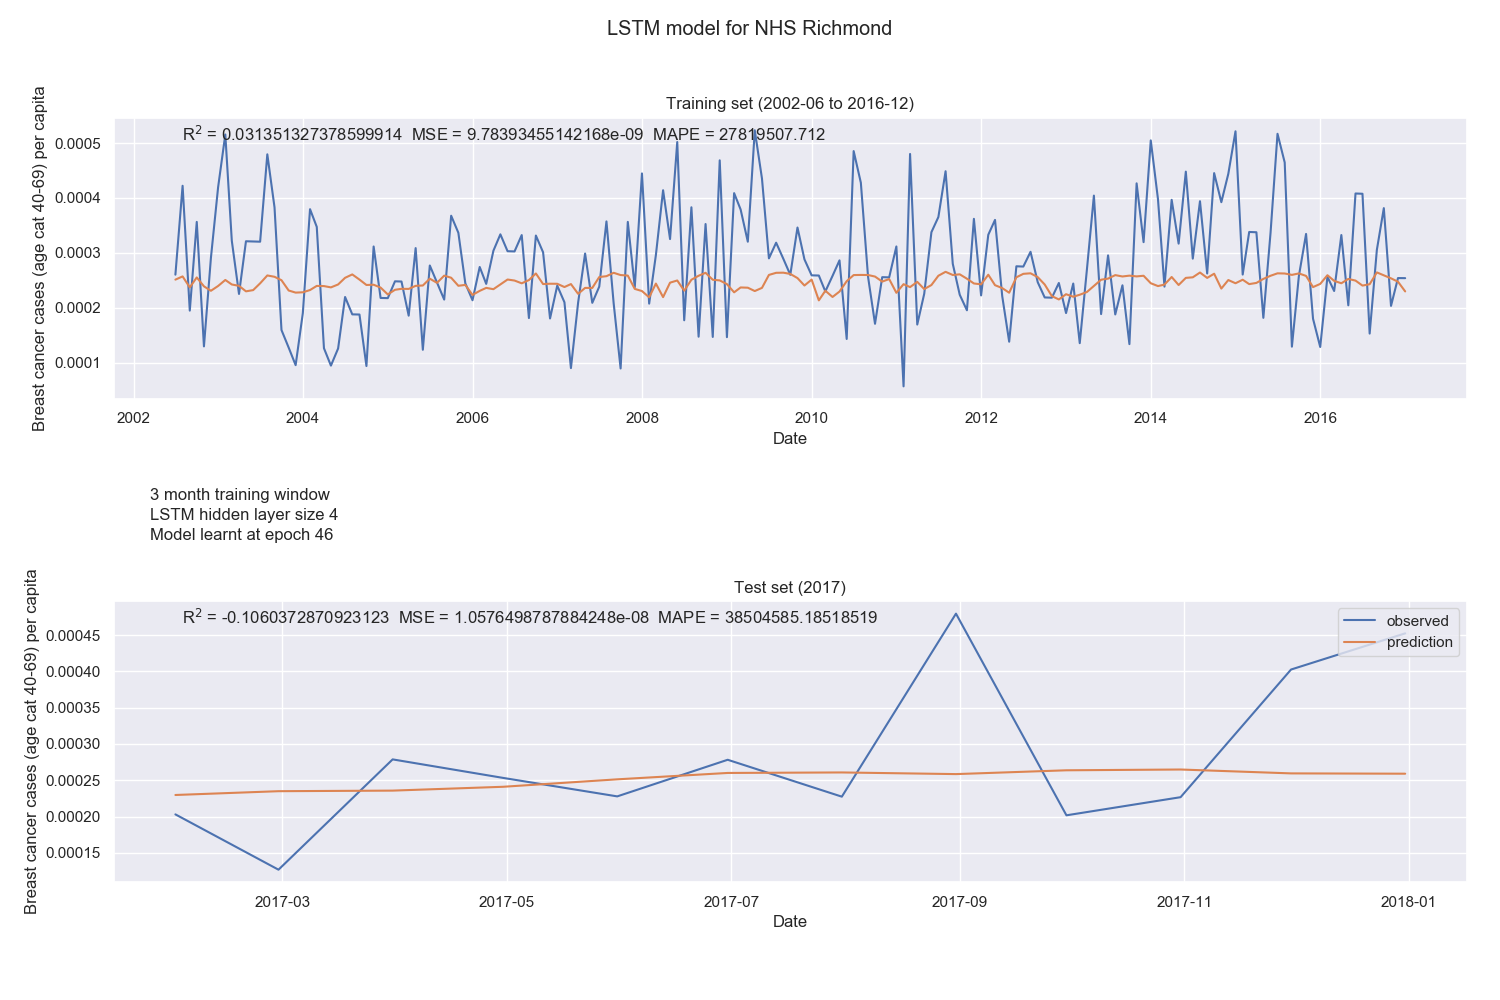 LSTM model for NHS Richmond
Training set (2002-06 to 2016-12)
R² = 0.031351327378599914 MSE = 9.78393455142168e-09 MAPE = 27819507.712
Breast cancer cases (age cat 40-69) per capita
0.0005
0.0004
0.0003
0.0002
0.0001
2002 2004 2006 2008 2010 2012 2014 2016
Date
3 month training window
LSTM hidden layer size 4
Model learnt at epoch 46
Test set (2017)
R² = -0.1060372870923123 MSE = 1.0576498787884248e-08 MAPE = 38504585.18518519
observed
prediction
Breast cancer cases (age cat 40-69) per capita
0.00045
0.00040
0.00035
0.00030
0.00025
0.00020
0.00015
2017-03 2017-05 2017-07 2017-09 2017-11 2018-01
Date